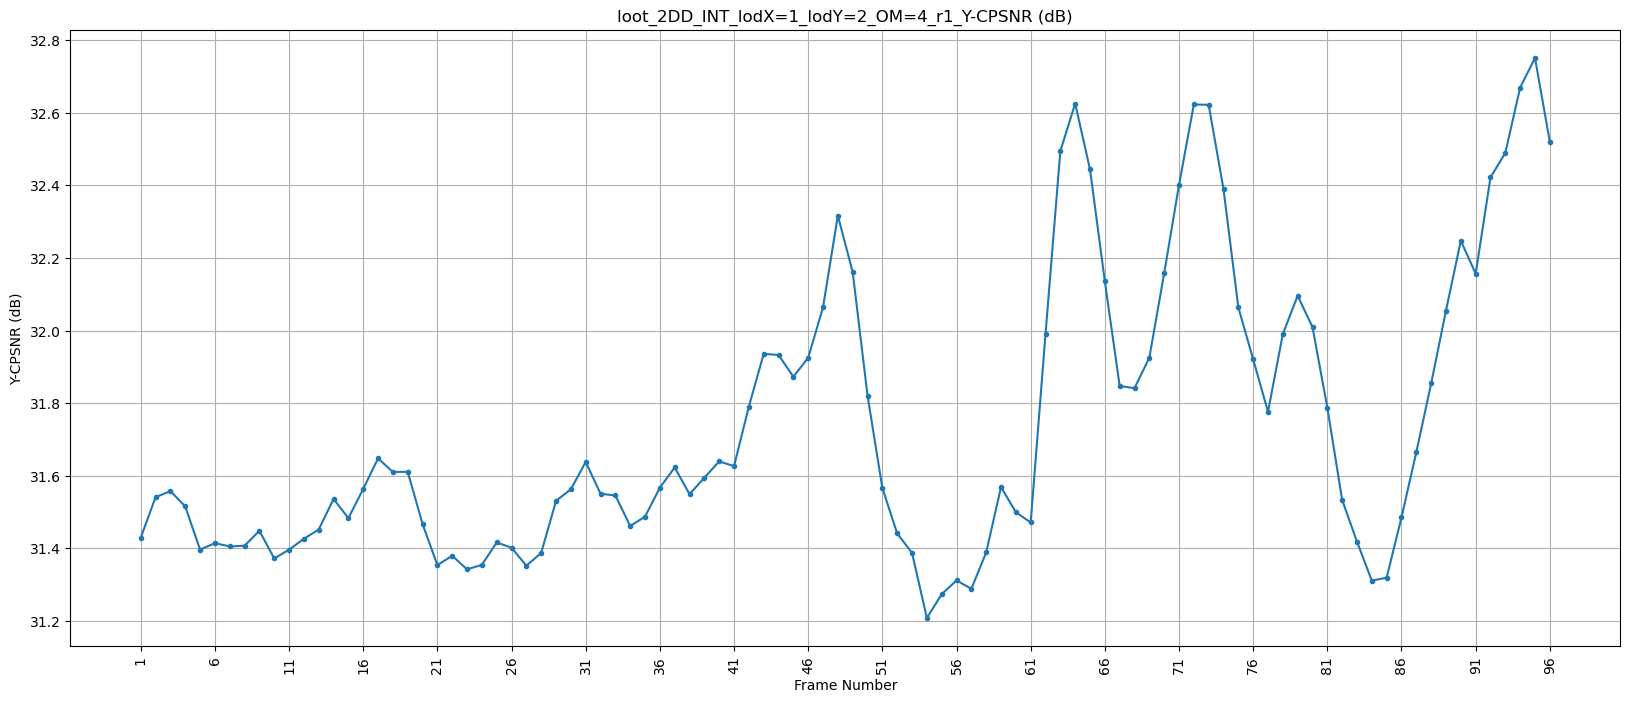 loot_2DD_INT_lodX=1_lodY=2_OM=4_r1_Y-CPSNR (dB)
Y-CPSNR (dB)
32.8
32.6
32.4
32.2
32.0
31.8
31.6
31.4
31.2
1 6 11 16 21 26 31 36 41 46 51 56 61 66 71 76 81 86 91 96
Frame Number